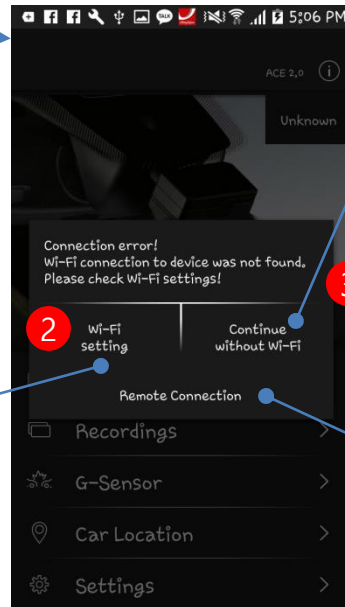 TALK
5:06 PM
ACE 2,0 i
Unknown
Connection error!
Wi-Fi connection to device was not found,
Please check Wi-Fi settings!
2
Wi-Fi
setting
Continue
without Wi-Fi
3
Remote Connection
Recordings
G-Sensor
Car Location
Settings